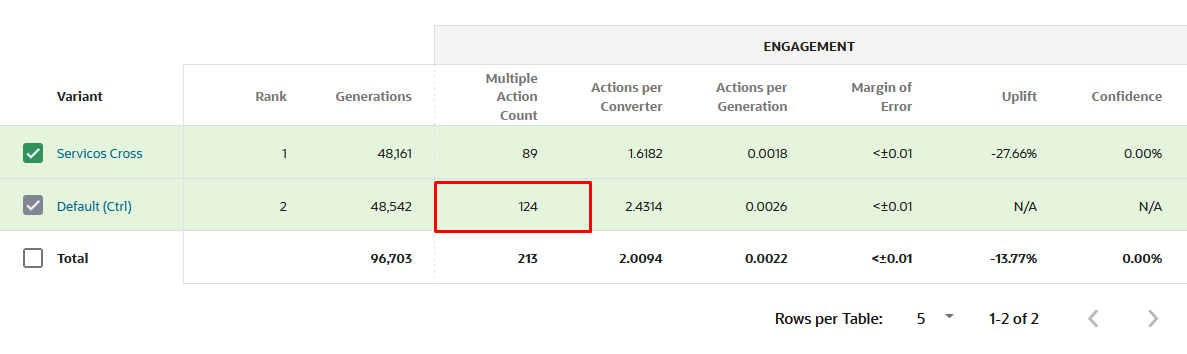 ENGAGEMENT
Variant Rank Generations Multiple Action Count Actions per Converter Actions per Generation Margin of Error Uplift Confidence
Servicos Cross 1 48,161 89 1.6182 0.0018 <±0.01 -27.66% 0.00%
Default (Ctrl) 2 48,542 124 2.4314 0.0026 <±0.01 N/A N/A
Total 96,703 213 2.0094 0.0022 <±0.01 -13.77% 0.00%
Rows per Table: 5 1-2 of 2